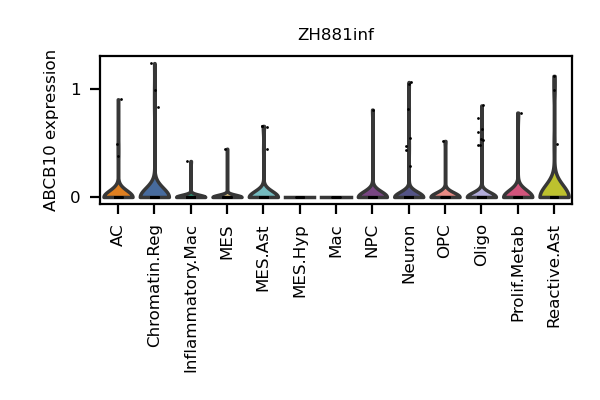 ZH881inf
ABCB10 expression
1
0
AC
Chromatin.Reg
Inflammatory.Mac
MES
MES.Ast
MES.Hyp
Mac
NPC
Neuron
OPC
Oligo
Prolif.Metab
Reactive.Ast